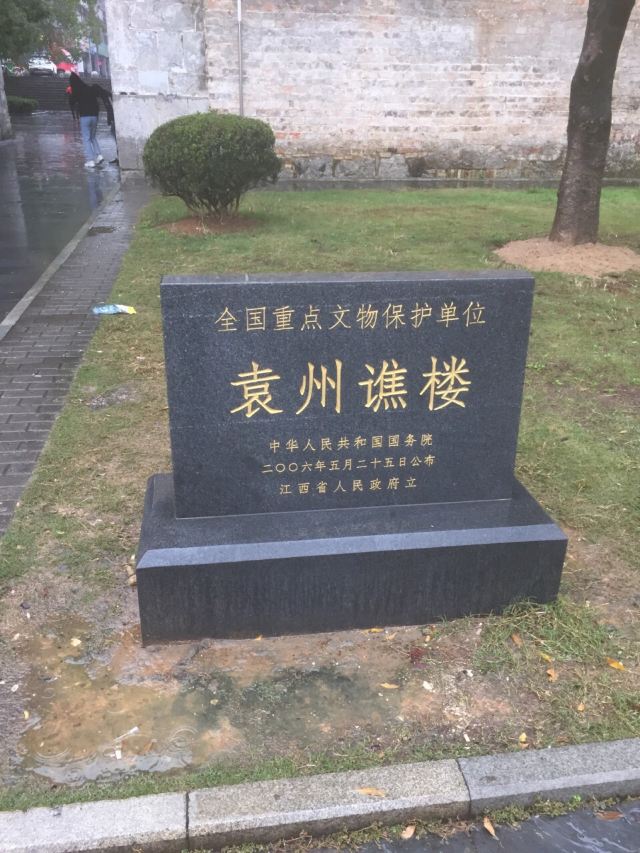 全国重点文物保护单位
袁州谯楼
中华人民共和国国务院
二〇〇六年五月二十五日公布
江西省人民政府立